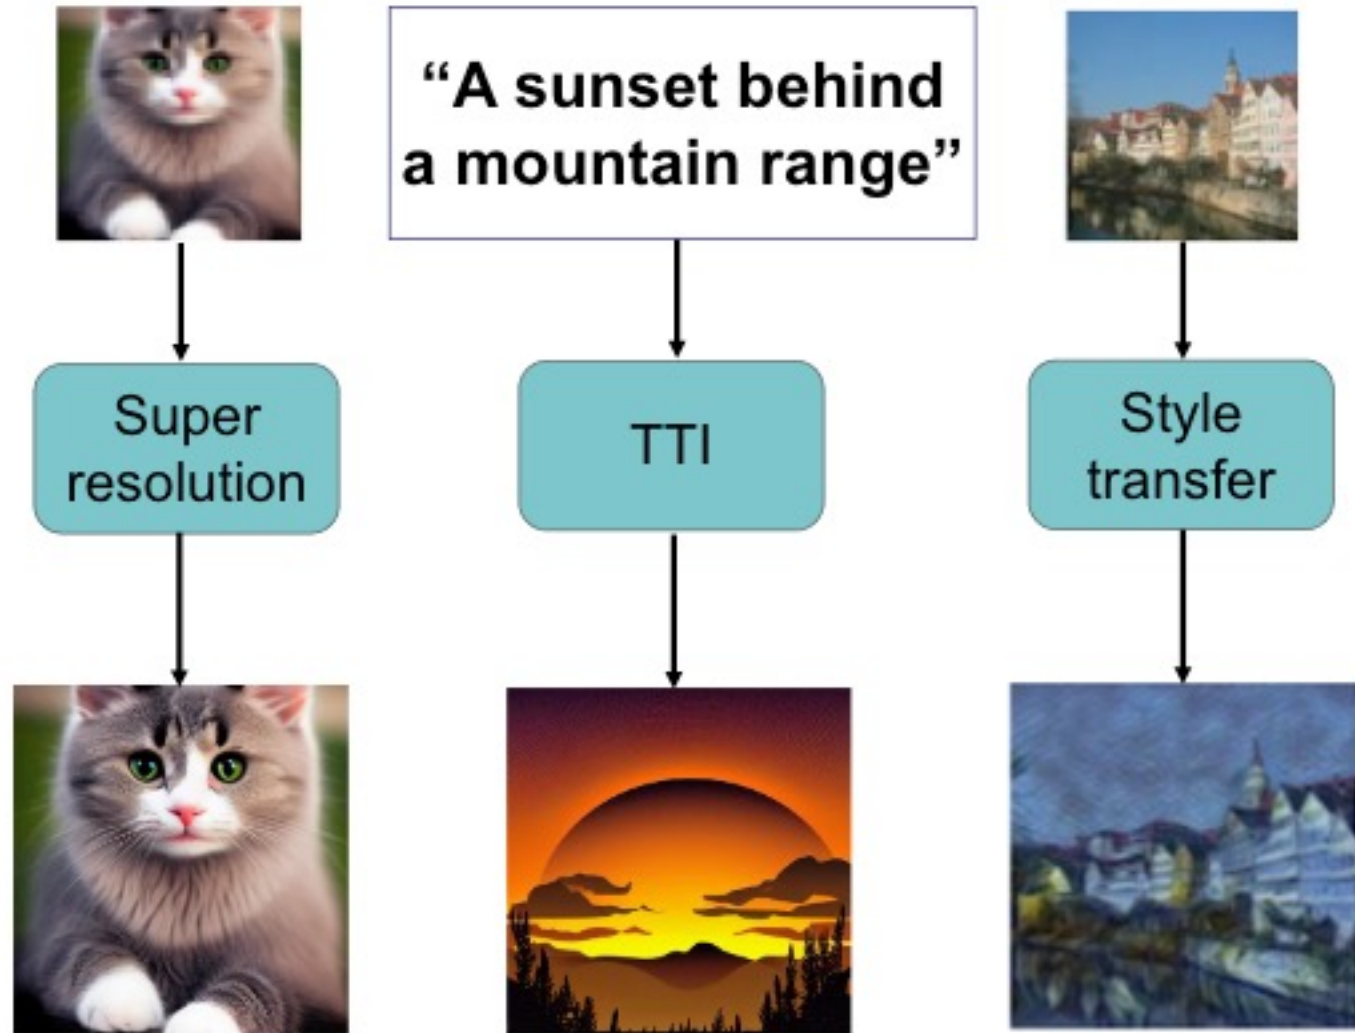 “A sunset behind
a mountain range”
Super
resolution
TTI
Style
transfer